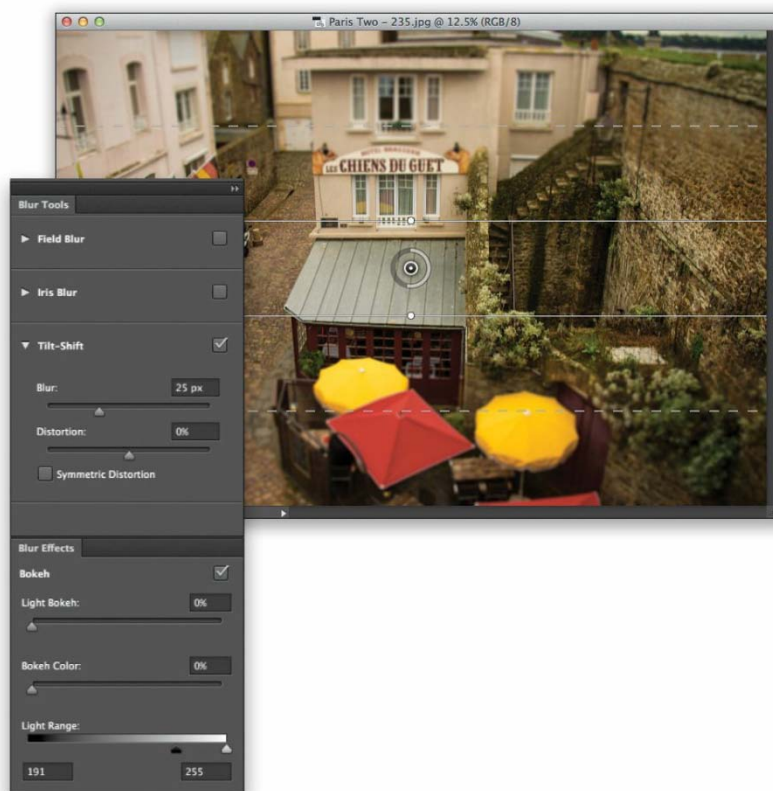 Paris Two – 235.jpg @ 12.5% (RGB/8)
HOTEL BRASSERIE
LES CHIENS DU GUET
Blur Tools
Field Blur
Iris Blur
Tilt-Shift
Blur: 25 px
Distortion: 0%
Symmetric Distortion
Blur Effects
Bokeh
Light Bokeh: 0%
Bokeh Color: 0%
Light Range:
191 255